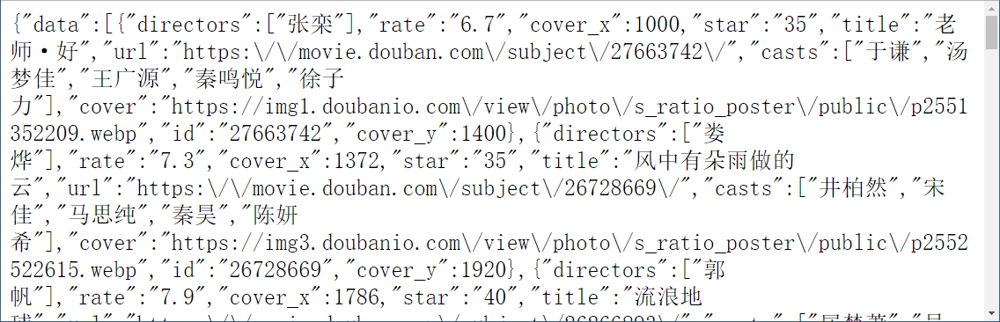 {"data":[{"directors":["张栾"],"rate":"6.7","cover_x":1000,"star":"35","title":"老
师·好","url":"https:\/\/movie.douban.com\/subject\/27663742\/","casts":["于谦","汤
梦佳","王广源","秦鸣悦","徐子
力"],"cover":"https://img1.doubanio.com\/view\/photo\/s_ratio_poster\/public\/p2551
352209.webp","id":"27663742","cover_y":1400},{"directors":["娄
烨"],"rate":"7.3","cover_x":1372,"star":"35","title":"风中有朵雨做的
云","url":"https:\/\/movie.douban.com\/subject\/26728669\/","casts":["井柏然","宋
佳","马思纯","秦昊","陈妍
希"],"cover":"https://img3.doubanio.com\/view\/photo\/s_ratio_poster\/public\/p2552
522615.webp","id":"26728669","cover_y":1920},{"directors":["郭
帆"],"rate":"7.9","cover_x":1786,"star":"40","title":"流浪地